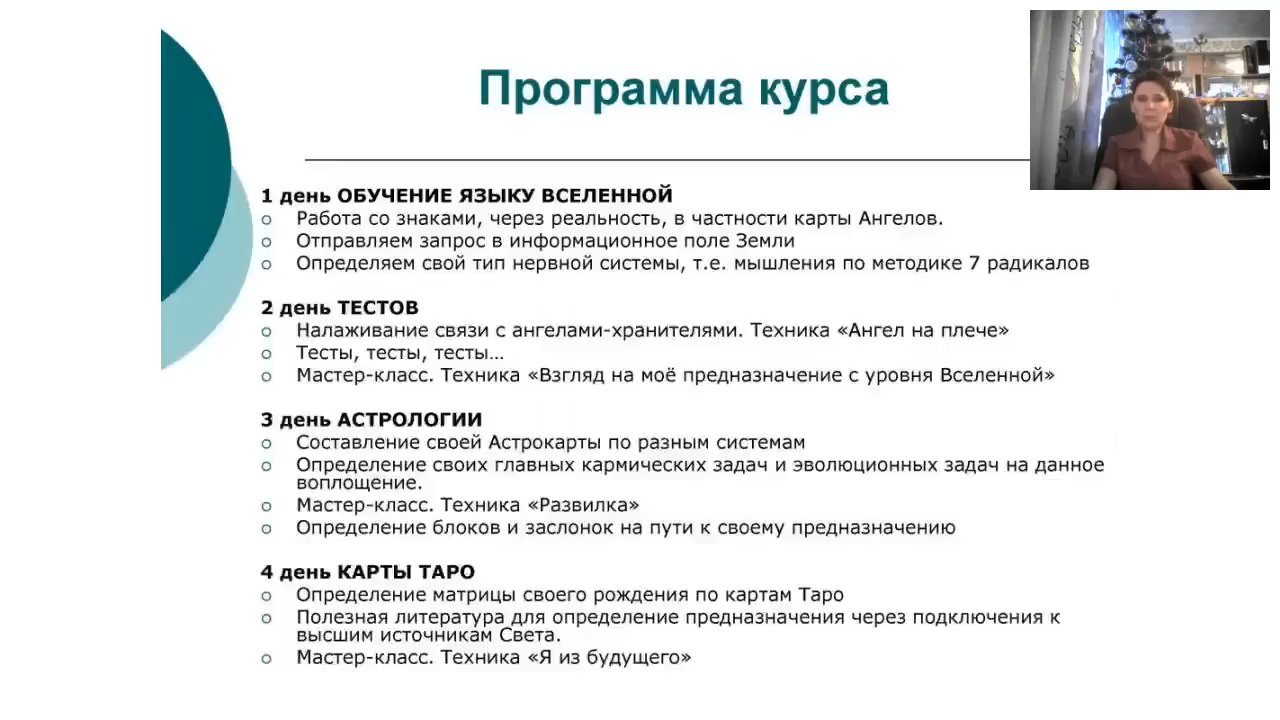 Программа курса
1 день ОБУЧЕНИЕ ЯЗЫКУ ВСЕЛЕННОЙ
Работа со знаками, через реальность, в частности карты Ангелов.
Отправляем запрос в информационное поле Земли
Определяем свой тип нервной системы, т.е. мышления по методике 7 радикалов
2 день ТЕСТОВ
Налаживание связи с ангелами-хранителями. Техника «Ангел на плече»
Тесты, тесты, тесты…
Мастер-класс. Техника «Взгляд на моё предназначение с уровня Вселенной»
3 день АСТРОЛОГИИ
Составление своей Астрокарты по разным системам
Определение своих главных кармических задач и эволюционных задач на данное
воплощение.
Мастер-класс. Техника «Развилка»
Определение блоков и заслонок на пути к своему предназначению
4 день КАРТЫ ТАРО
Определение матрицы своего рождения по картам Таро
Полезная литература для определение предназначения через подключения к
высшим источникам Света.
Мастер-класс. Техника «Я из будущего»